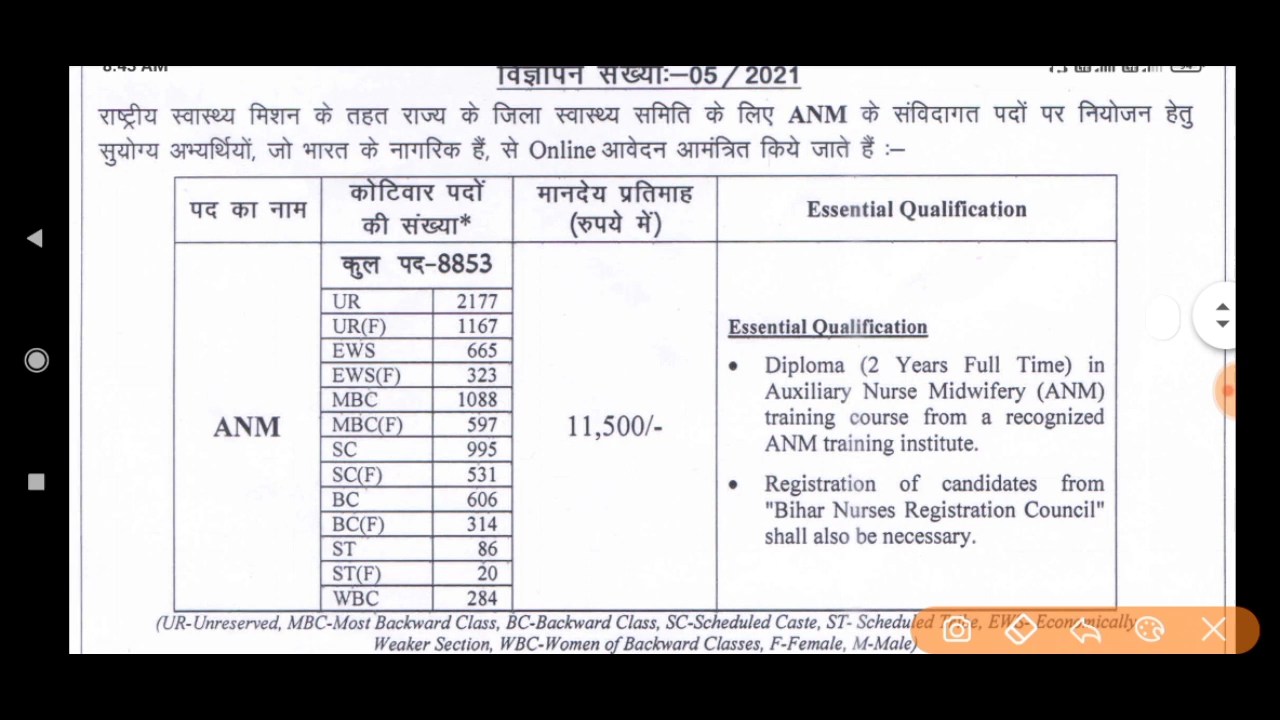 विज्ञापन संख्याः–05 / 2021
राष्ट्रीय स्वास्थ्य मिशन के तहत राज्य के जिला स्वास्थ्य समिति के लिए ANM के संविदागत पदों पर नियोजन हेतु
सुयोग्य अभ्यर्थियों, जो भारत के नागरिक हैं, से Online आवेदन आमंत्रित किये जाते हैं :–
पद का नाम
कोटिवार पदों
की संख्या*
मानदेय प्रतिमाह
(रुपये में)
Essential Qualification
ANM
कुल पद–8853
UR 2177
UR(F) 1167
EWS 665
EWS(F) 323
MBC 1088
MBC(F) 597
SC 995
SC(F) 531
BC 606
BC(F) 314
ST 86
ST(F) 20
WBC 284
11,500/-
Essential Qualification
• Diploma (2 Years Full Time) in
Auxiliary Nurse Midwifery (ANM)
training course from a recognized
ANM training institute.
• Registration of candidates from
"Bihar Nurses Registration Council"
shall also be necessary.
(UR-Unreserved, MBC-Most Backward Class, BC-Backward Class, SC-Scheduled Caste, ST- Scheduled Tribe, EWS- Economically
Weaker Section, WBC-Women of Backward Classes, F-Female, M-Male)